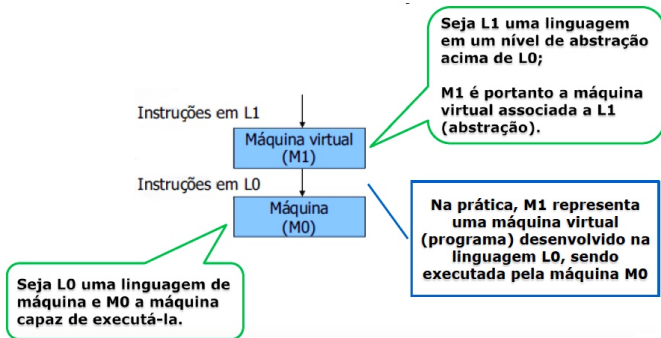 Seja L1 uma linguagem
em um nível de abstração
acima de L0;
M1 é portanto a máquina
virtual associada a L1
(abstração).
Instruções em L1
Máquina virtual
(M1)
Instruções em L0
Máquina
(M0)
Na prática, M1 representa
uma máquina virtual
(programa) desenvolvido na
linguagem L0, sendo
executada pela máquina M0
Seja L0 uma linguagem de
máquina e M0 a máquina
capaz de executá-la.